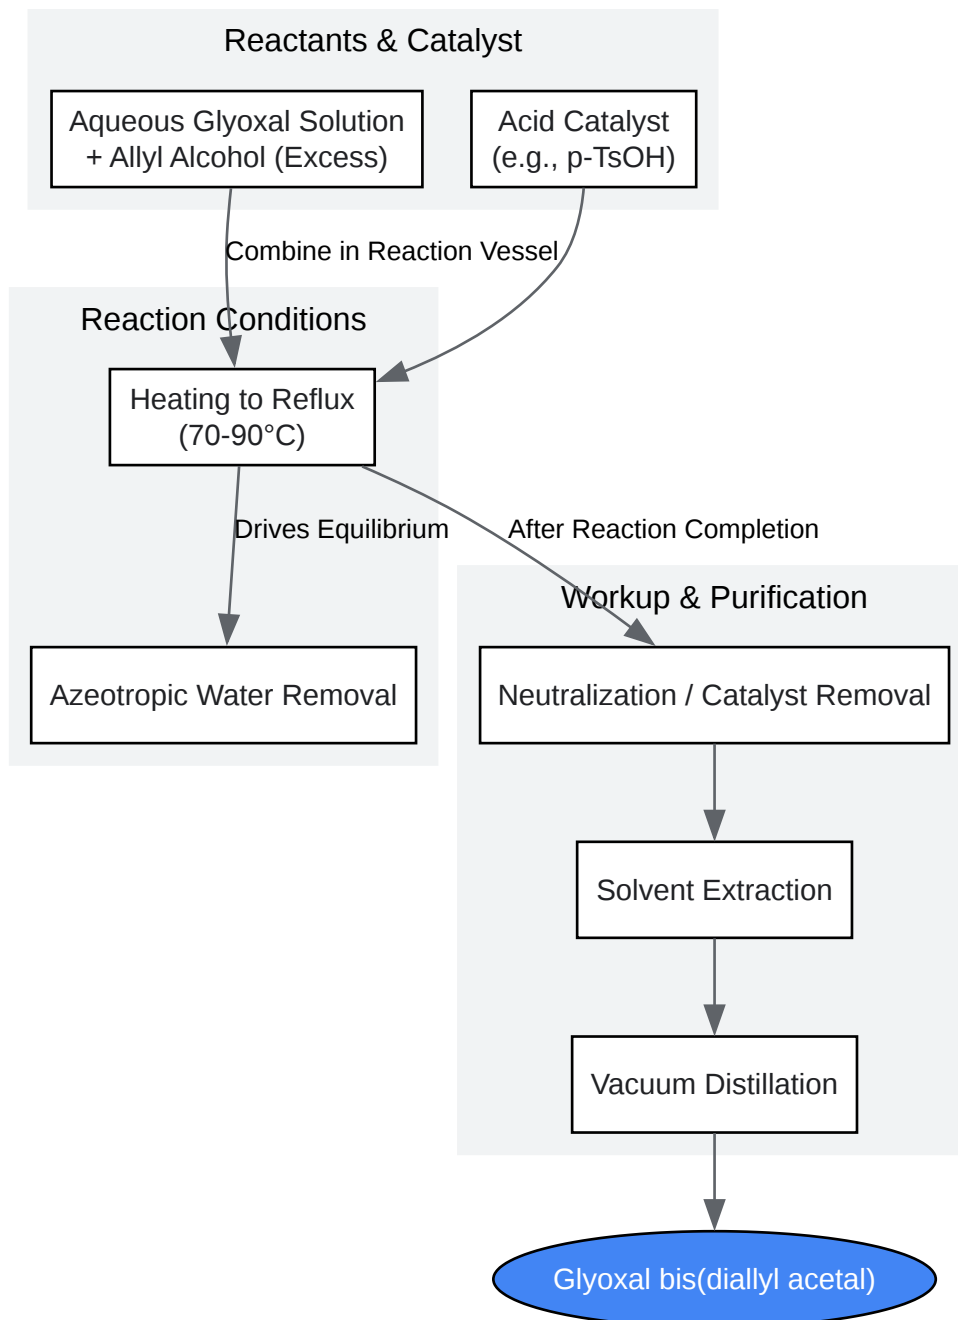 Reactants & Catalyst
Aqueous Glyoxal Solution
+ Allyl Alcohol (Excess)
Acid Catalyst
(e.g., p-TsOH)
Combine in Reaction Vessel
Reaction Conditions
Heating to Reflux
(70-90°C)
Drives Equilibrium
After Reaction Completion
Azeotropic Water Removal
Workup & Purification
Neutralization / Catalyst Removal
Solvent Extraction
Vacuum Distillation
Glyoxal bis(diallyl acetal)